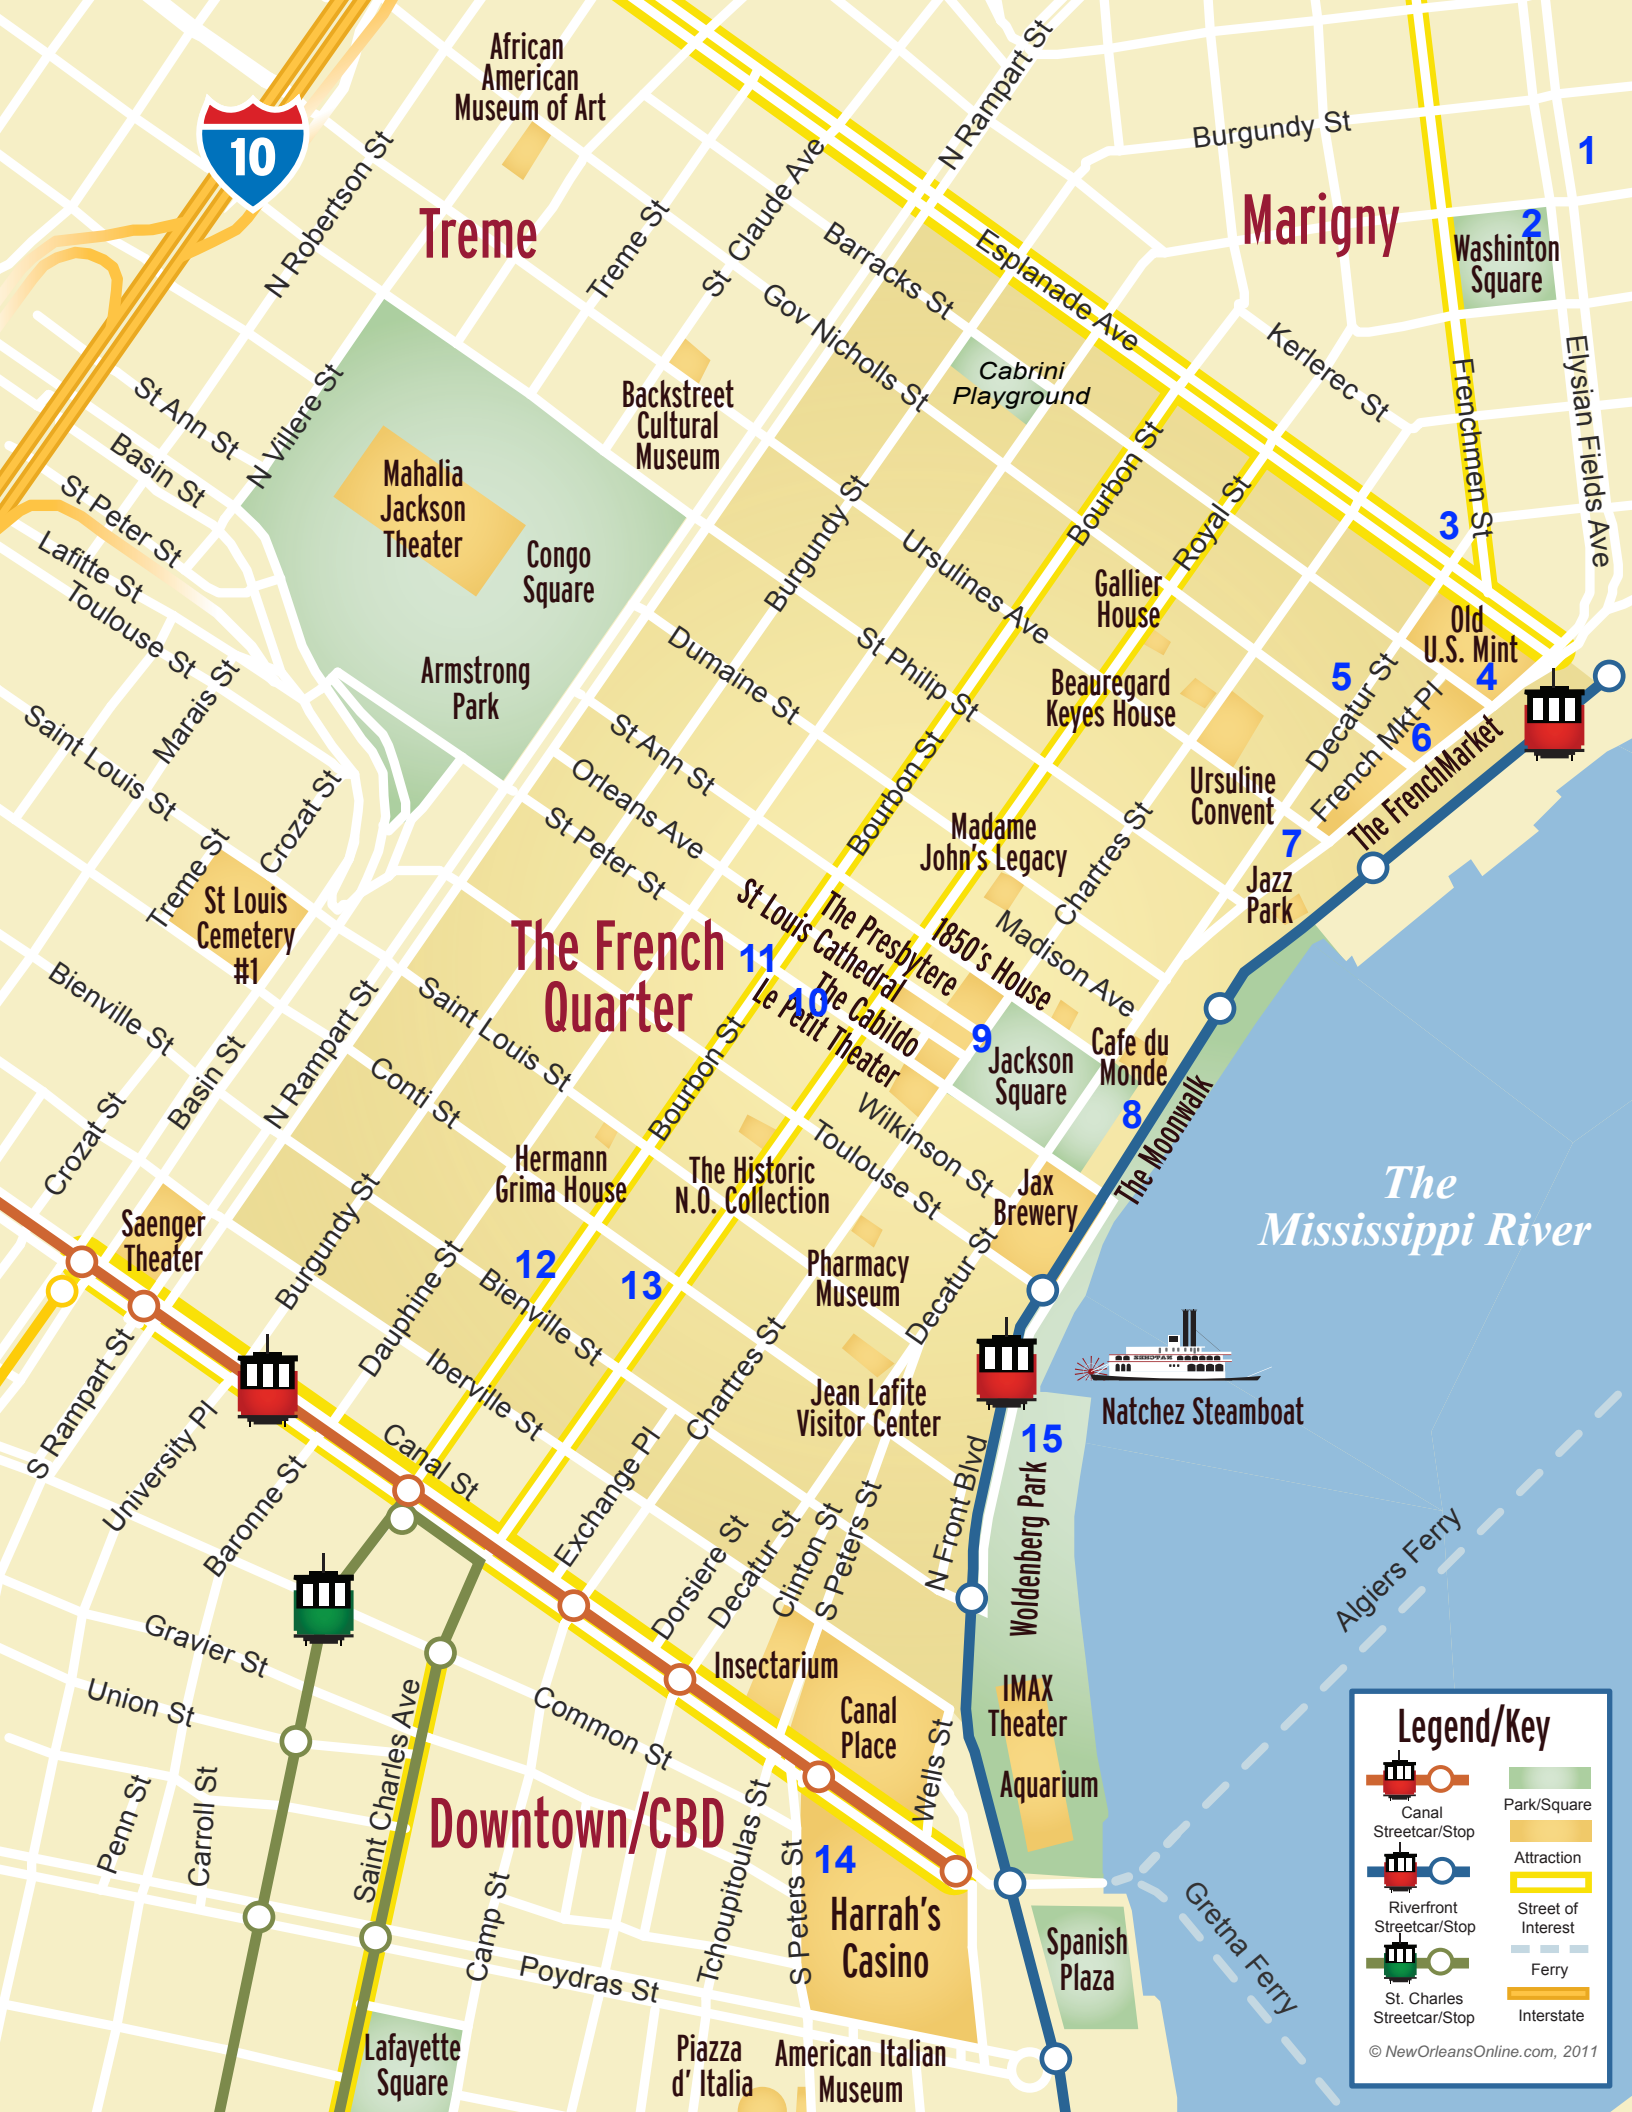 African
American
Museum of Art
N Rampart St
Burgundy St
1
10
N Robertson St
St Claude Ave
Treme
Treme St
Marigny
2
Washinton
Square
Barracks St
Esplanade Ave
Gov Nicholls St
Kerlerec St
Elysian Fields Ave
Frenchmen St
Cabrini
Playground
St Ann St
N Villere St
Backstreet
Cultural
Museum
Basin St
Mahalia
Jackson
Theater
St Peter St
Bourbon St
Royal St
Burgundy St
3
Lafitte St
Congo
Square
Ursulines Ave
Toulouse St
Gallier
House
Old
U.S. Mint
4
Dumaine St
St Philip St
Armstrong
Park
Marais St
Beauregard
Keyes House
5
Decatur St
French Mkt Pl
6
The FrenchMarket
Saint Louis St
St Ann St
Orleans Ave
Bourbon St
Ursuline
Convent
Crozat St
St Peter St
Madame
John's Legacy
Chartres St
7
Jazz
Park
Treme St
St Louis
Cemetery
#1
The French
Quarter
11
St Louis Cathedral
The Presbytere
1850's House
Madison Ave
10
The Cabildo
Le Petit Theater
9
Jackson
Square
Cafe du
Monde
8
The Moonwalk
Bienville St
Saint Louis St
N Rampart St
Basin St
Conti St
Bourbon St
Crozat St
Wilkinson St
Toulouse St
Hermann
Grima House
The Historic
N.O. Collection
Jax
Brewery
The
Mississippi River
Saenger
Theater
Burgundy St
Dauphine St
12
13
Pharmacy
Museum
Decatur St
Bienville St
Iberville St
Chartres St
S Rampart St
Jean Lafite
Visitor Center
NATCHEZ
Natchez Steamboat
University Pl
Baronne St
Canal St
Exchange Pl
15
Woldenberg Park
N Front Blvd
Dorsiere St
Decatur St
Clinton St
S Peters St
Algiers Ferry
Gravier St
Union St
Common St
Insectarium
Canal
Place
IMAX
Theater
Aquarium
Wells St
Penn St
Carroll St
Saint Charles Ave
Downtown/CBD
Camp St
Tchoupitoulas St
S Peters St
14
Harrah's
Casino
Poydras St
Spanish
Plaza
Gretna Ferry
Lafayette
Square
Piazza
d' Italia
American Italian
Museum
Legend/Key
Canal
Streetcar/Stop
Park/Square
Attraction
Riverfront
Streetcar/Stop
Street of
Interest
Ferry
St. Charles
Streetcar/Stop
Interstate
© NewOrleansOnline.com, 2011